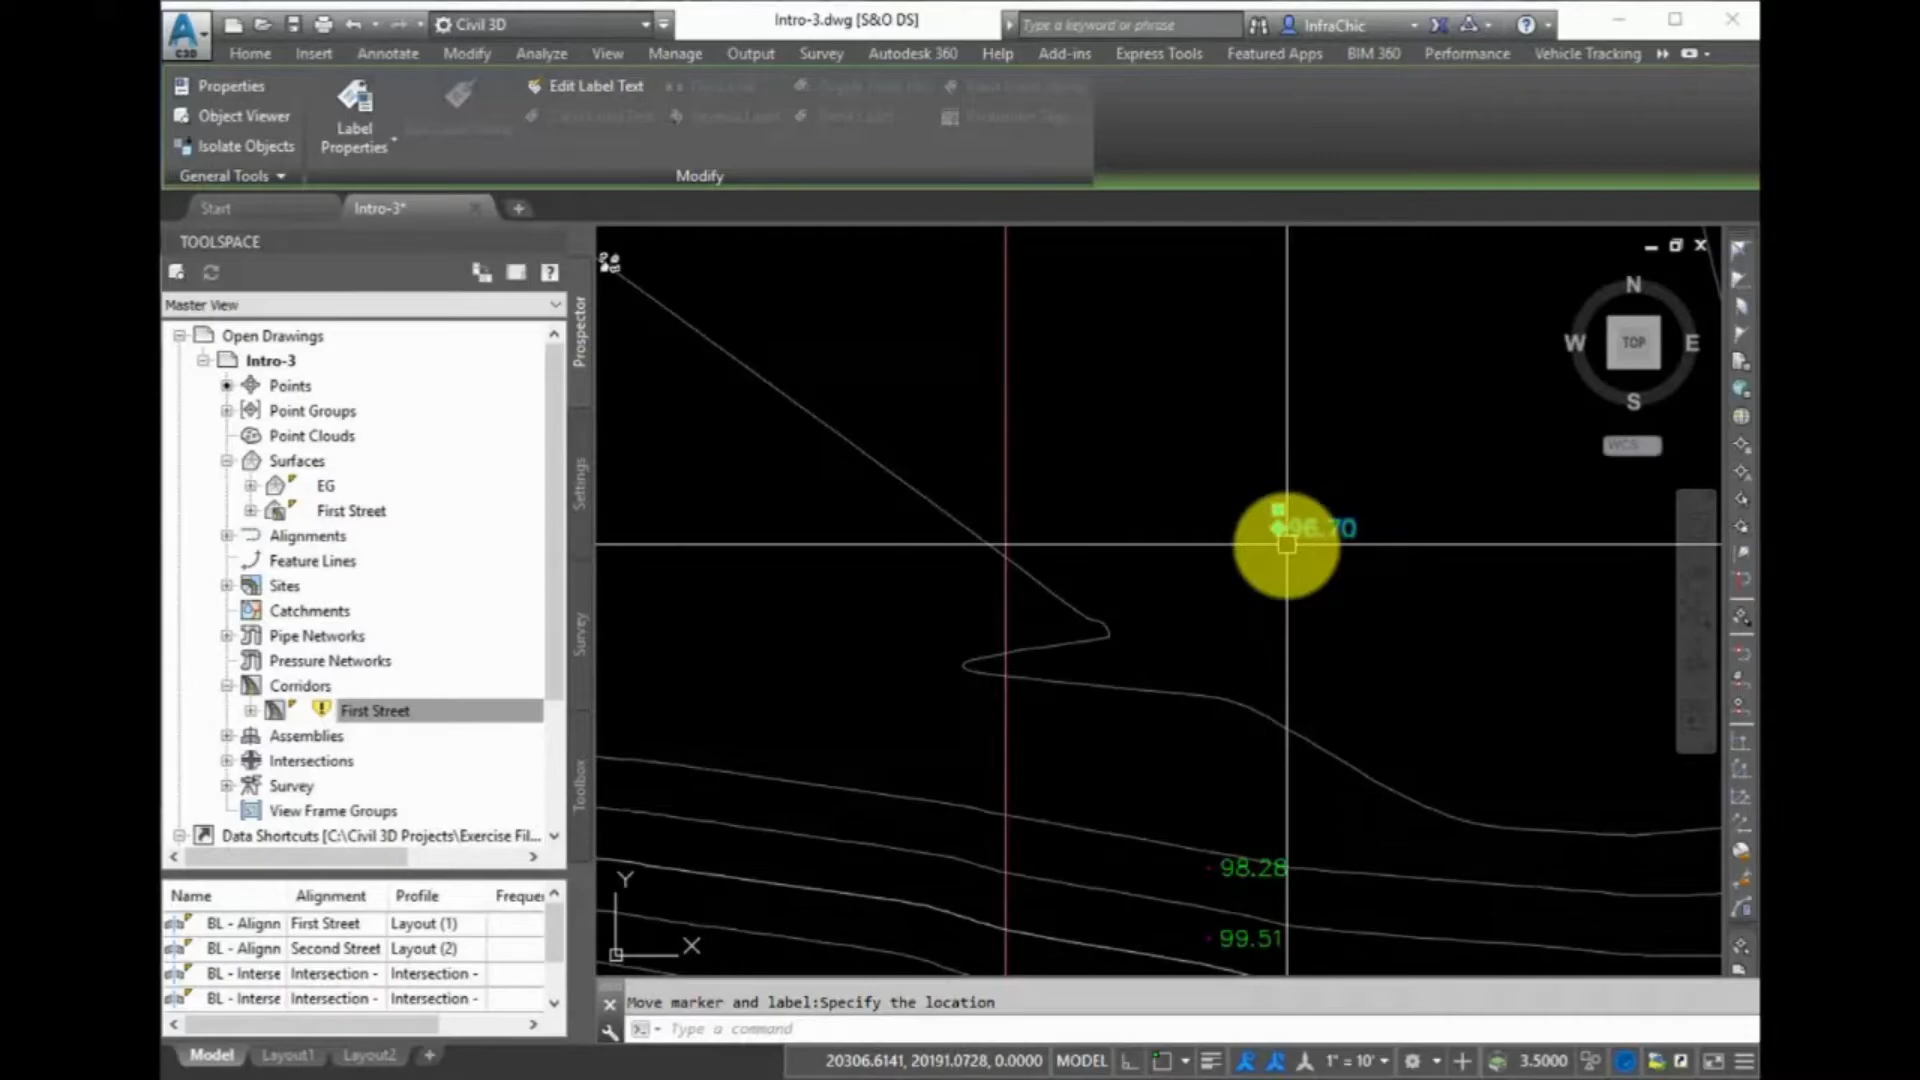 Civil 3D
Intro-3.dwg [S&O DS]
Type a keyword or phrase
InfraChic
C3D
Home Insert Annotate Modify Analyze View Manage Output Survey Autodesk 360 Help Add-ins Express Tools Featured Apps BIM 360 Performance Vehicle Tracking
Properties
Object Viewer
Isolate Objects
General Tools
Label
Properties
Edit Label Text
Modify
Start
Intro-3*
TOOLSPACE
Master View
Open Drawings
Intro-3
Points
Point Groups
Point Clouds
Surfaces
EG
First Street
Alignments
Feature Lines
Sites
Catchments
Pipe Networks
Pressure Networks
Corridors
First Street
Assemblies
Intersections
Survey
View Frame Groups
Data Shortcuts [C:\Civil 3D Projects\Exercise Fil...
Prospector
Settings
Survey
Toolbox
Name Alignment Profile Frequen
BL - Alignn First Street Layout (1)
BL - Alignn Second Street Layout (2)
BL - Interse Intersection - Intersection -
BL - Interse Intersection - Intersection -
N
W TOP E
S
WCS
96.70
98.28
99.51
Y
X
Move marker and label:Specify the location
Type a command
Model Layout1 Layout2
20306.6141, 20191.0728, 0.0000 MODEL 1" = 10' 3.5000